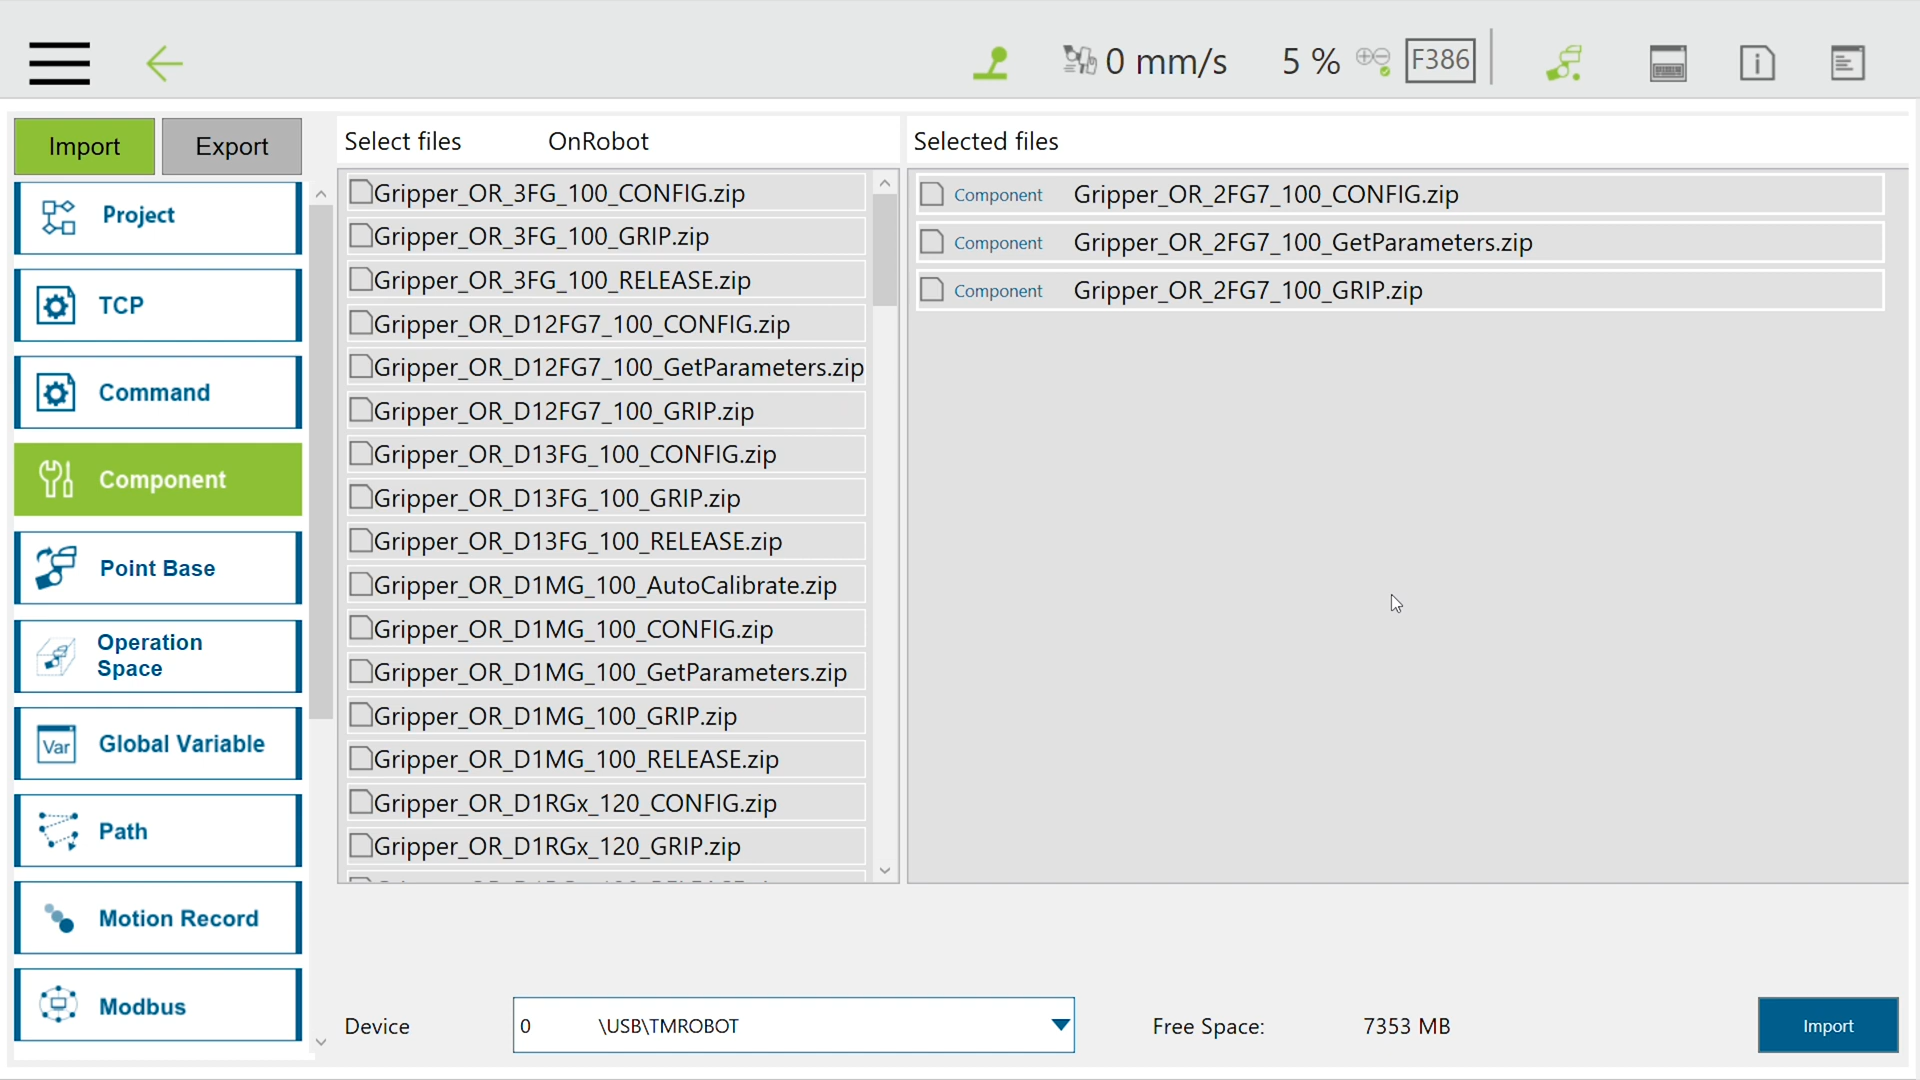 0 mm/s 5 % F386
Import Export
Project
TCP
Command
Component
Point Base
Operation
Space
Global Variable
Var
Path
Motion Record
Modbus
Select files OnRobot
Gripper_OR_3FG_100_CONFIG.zip
Gripper_OR_3FG_100_GRIP.zip
Gripper_OR_3FG_100_RELEASE.zip
Gripper_OR_D12FG7_100_CONFIG.zip
Gripper_OR_D12FG7_100_GetParameters.zip
Gripper_OR_D12FG7_100_GRIP.zip
Gripper_OR_D13FG_100_CONFIG.zip
Gripper_OR_D13FG_100_GRIP.zip
Gripper_OR_D13FG_100_RELEASE.zip
Gripper_OR_D1MG_100_AutoCalibrate.zip
Gripper_OR_D1MG_100_CONFIG.zip
Gripper_OR_D1MG_100_GetParameters.zip
Gripper_OR_D1MG_100_GRIP.zip
Gripper_OR_D1MG_100_RELEASE.zip
Gripper_OR_D1RGx_120_CONFIG.zip
Gripper_OR_D1RGx_120_GRIP.zip
Selected files
Component Gripper_OR_2FG7_100_CONFIG.zip
Component Gripper_OR_2FG7_100_GetParameters.zip
Component Gripper_OR_2FG7_100_GRIP.zip
Device 0 \USB\TMROBOT Free Space: 7353 MB Import